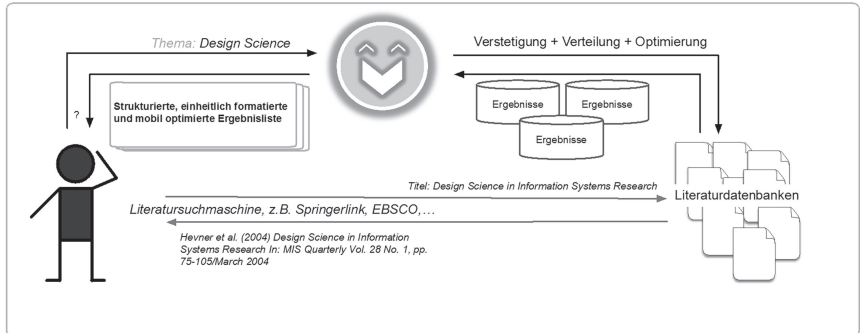 Thema: Design Science
Verstetigung + Verteilung + Optimierung
?
Strukturierte, einheitlich formatierte
und mobil optimierte Ergebnisliste
Ergebnisse
Ergebnisse
Ergebnisse
Titel: Design Science in Information Systems Research
Literaturdatenbanken
Literatursuchmaschine, z.B. Springerlink, EBSCO,…
Hevner et al. (2004) Design Science in Information
Systems Research In: MIS Quarterly Vol. 28 No. 1, pp.
75-105/March 2004